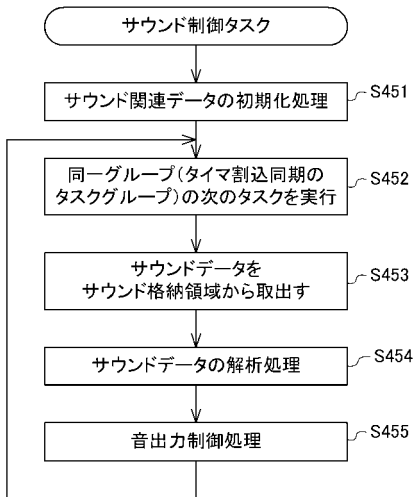 サウンド制御タスク
サウンド関連データの初期化処理
S451
同一グループ(タイマ割込同期の
タスクグループ)の次のタスクを実行
S452
サウンドデータを
サウンド格納領域から取出す
S453
サウンドデータの解析処理
S454
音出力制御処理
S455